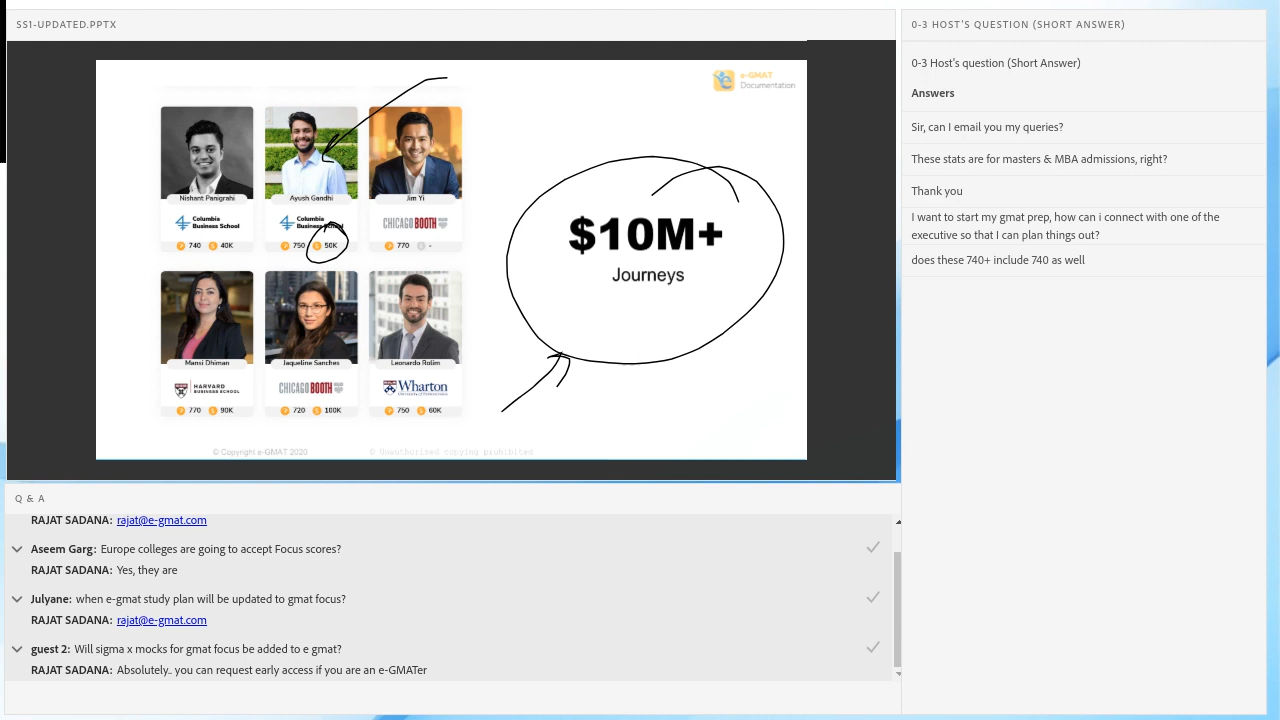 SS1-UPDATED.PPTX
e-GMAT
Documentation
Nishant Panigrahi
Ayush Gandhi
Jim Yi
Columbia
Business School
Columbia
Business School
CHICAGO BOOTH
740 40K
750 50K
770 -
$10M+
Journeys
Mansi Dhiman
Jaqueline Sanches
Leonardo Rolim
HARVARD
BUSINESS SCHOOL
CHICAGO BOOTH
Wharton
770 90K
720 100K
750 60K
© Copyright e-GMAT 2020
© Unauthorized copying prohibited
Q & A
RAJAT SADANA: rajat@e-gmat.com
Aseem Garg: Europe colleges are going to accept Focus scores?
RAJAT SADANA: Yes, they are
Julyane: when e-gmat study plan will be updated to gmat focus?
RAJAT SADANA: rajat@e-gmat.com
guest 2: Will sigma x mocks for gmat focus be added to e gmat?
RAJAT SADANA: Absolutely.. you can request early access if you are an e-GMATer
0-3 HOST'S QUESTION (SHORT ANSWER)
0-3 Host's question (Short Answer)
Answers
Sir, can I email you my queries?
These stats are for masters & MBA admissions, right?
Thank you
I want to start my gmat prep, how can i connect with one of the
executive so that I can plan things out?
does these 740+ include 740 as well